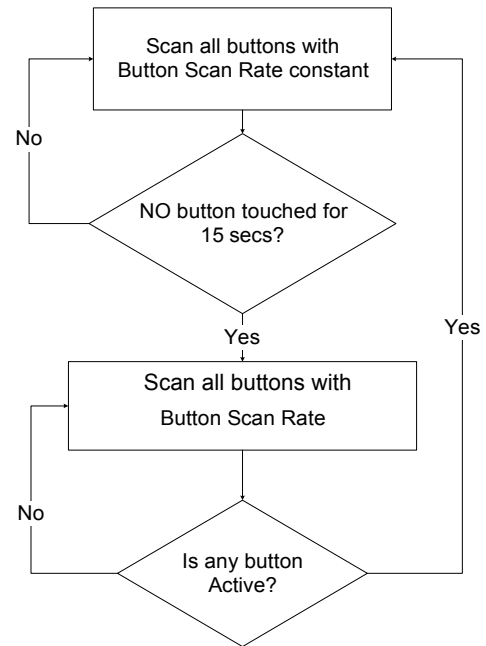 Scan all buttons with
Button Scan Rate constant
No
NO button touched for
15 secs?
Yes
Yes
Scan all buttons with
Button Scan Rate
No
Is any button
Active?